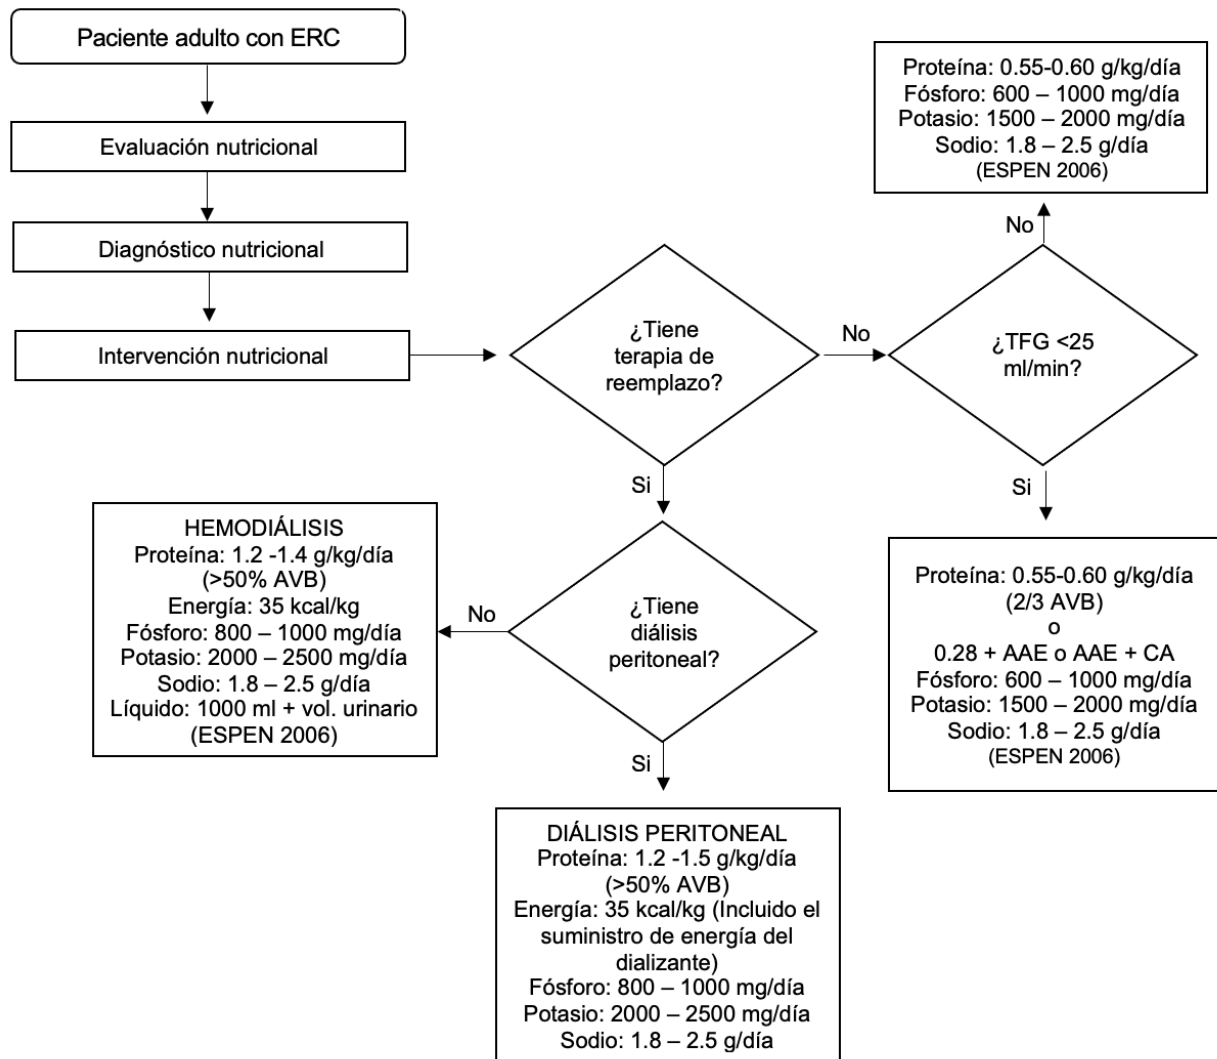 Paciente adulto con ERC
Evaluación nutricional
Diagnóstico nutricional
Intervención nutricional
¿Tiene
terapia de
reemplazo?
No
¿TFG <25
ml/min?
No
Proteína: 0.55-0.60 g/kg/día
Fósforo: 600 – 1000 mg/día
Potasio: 1500 – 2000 mg/día
Sodio: 1.8 – 2.5 g/día
(ESPEN 2006)
Si
Proteína: 0.55-0.60 g/kg/día
(2/3 AVB)
o
0.28 + AAE o AAE + CA
Fósforo: 600 – 1000 mg/día
Potasio: 1500 – 2000 mg/día
Sodio: 1.8 – 2.5 g/día
(ESPEN 2006)
Si
¿Tiene
diálisis
peritoneal?
No
HEMODIÁLISIS
Proteína: 1.2 -1.4 g/kg/día
(>50% AVB)
Energía: 35 kcal/kg
Fósforo: 800 – 1000 mg/día
Potasio: 2000 – 2500 mg/día
Sodio: 1.8 – 2.5 g/día
Líquido: 1000 ml + vol. urinario
(ESPEN 2006)
Si
DIÁLISIS PERITONEAL
Proteína: 1.2 -1.5 g/kg/día
(>50% AVB)
Energía: 35 kcal/kg (Incluido el
suministro de energía del
dializante)
Fósforo: 800 – 1000 mg/día
Potasio: 2000 – 2500 mg/día
Sodio: 1.8 – 2.5 g/día